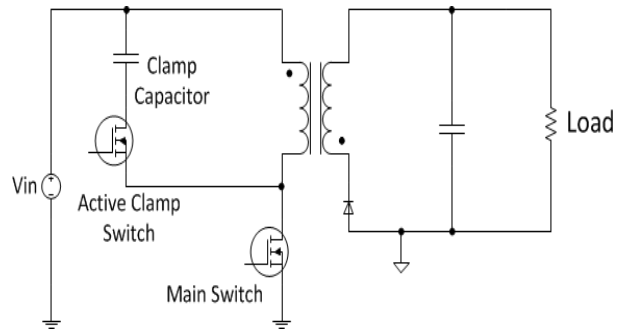 Clamp
Capacitor
Load
Vin
Active Clamp
Switch
Main Switch